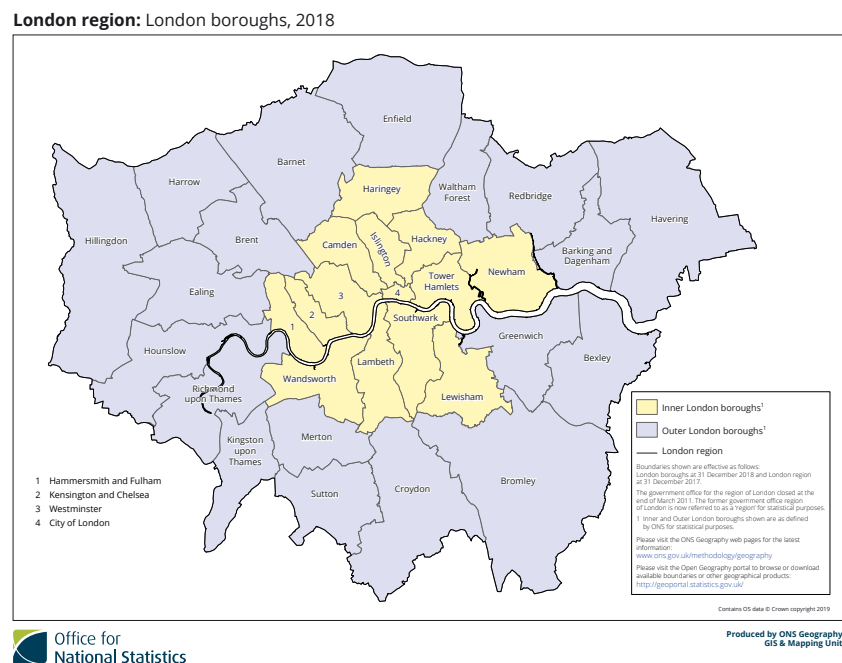 London region: London boroughs, 2018
Enfield
Barnet
Harrow
Haringey
Waltham
Forest
Redbridge
Havering
Hillingdon
Brent
Camden
Islington
Hackney
Barking and
Dagenham
Newham
Tower
Hamlets
Ealing
1
2
3
4
Southwark
Greenwich
Hounslow
Bexley
Lambeth
Wandsworth
Richmond
upon Thames
Lewisham
Merton
Kingston
upon
Thames
Sutton
Croydon
Bromley
1 Hammersmith and Fulham
2 Kensington and Chelsea
3 Westminster
4 City of London
Inner London boroughs¹
Outer London boroughs¹
London region
Boundaries shown are effective as follows:
London boroughs at 31 December 2018 and London region
at 31 December 2017.
The government office for the region of London closed at the
end of March 2011. The former government office region
of London is now referred to as a 'region' for statistical purposes.
1 Inner and Outer London boroughs shown are as defined
by ONS for statistical purposes.
Please visit the ONS Geography web pages for the latest
information:
www.ons.gov.uk/methodology/geography
Please visit the Open Geography portal to browse or download
available boundaries or other geographical products:
http://geoportal.statistics.gov.uk/
Contains OS data © Crown copyright 2019
Office for
National Statistics
Produced by ONS Geography
GIS & Mapping Unit